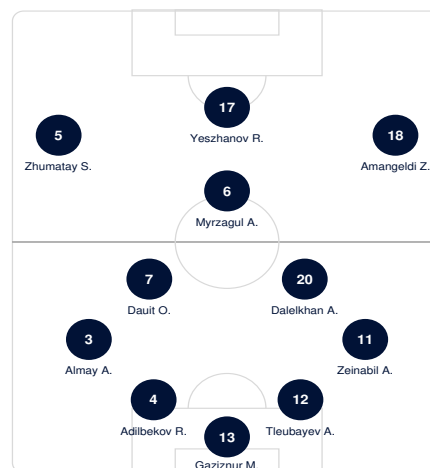 17
Yeszhanov R.
5
Zhumatay S.
18
Amangeldi Z.
6
Myrzagul A.
7
Dauit O.
20
Dalelkhan A.
3
Almay A.
11
Zeinabil A.
4
Adilbekov R.
12
Tleubayev A.
13
Gaziznur M.